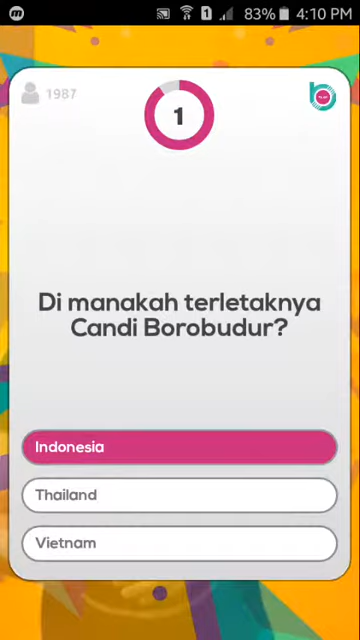 83% 4:10 PM
1987
1
Di manakah terletaknya
Candi Borobudur?
Indonesia
Thailand
Vietnam